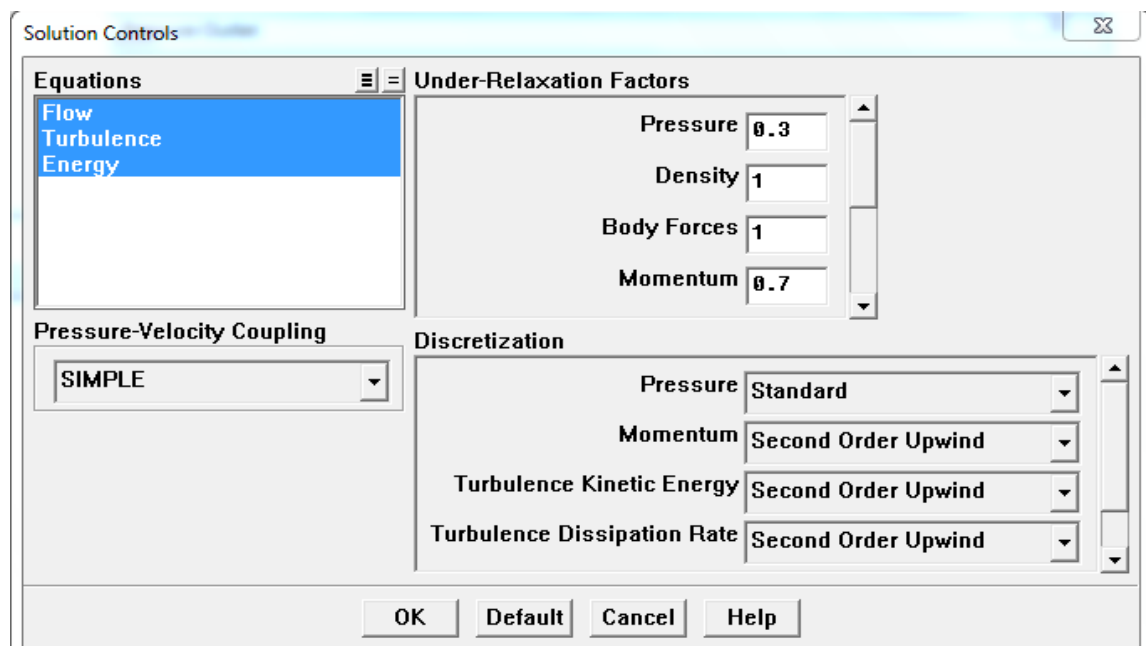 Solution Controls
Equations
Under-Relaxation Factors
Flow
Turbulence
Energy
Pressure 0.3
Density 1
Body Forces 1
Momentum 0.7
Pressure-Velocity Coupling
SIMPLE
Discretization
Pressure Standard
Momentum Second Order Upwind
Turbulence Kinetic Energy Second Order Upwind
Turbulence Dissipation Rate Second Order Upwind
OK Default Cancel Help